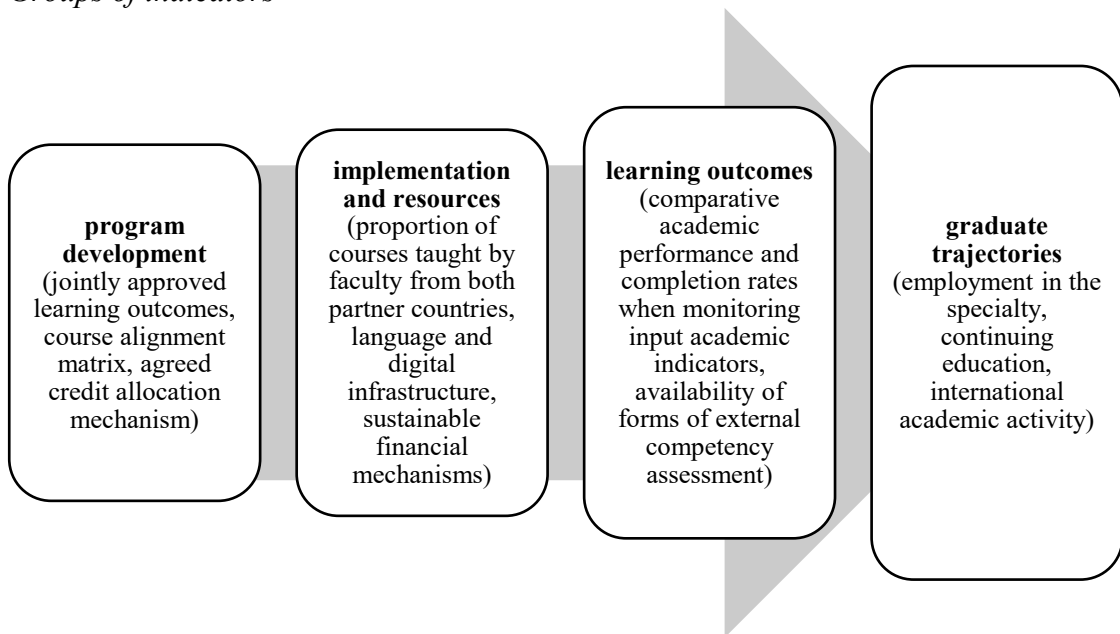 Groups of indicators
program
development
(jointly approved
learning outcomes,
course alignment
matrix, agreed
credit allocation
mechanism)
implementation
and resources
(proportion of
courses taught by
faculty from both
partner countries,
language and
digital
infrastructure,
sustainable
financial
mechanisms)
learning outcomes
(comparative
academic
performance and
completion rates
when monitoring
input academic
indicators,
availability of
forms of external
competency
assessment)
graduate
trajectories
(employment in the
specialty,
continuing
education,
international
academic activity)